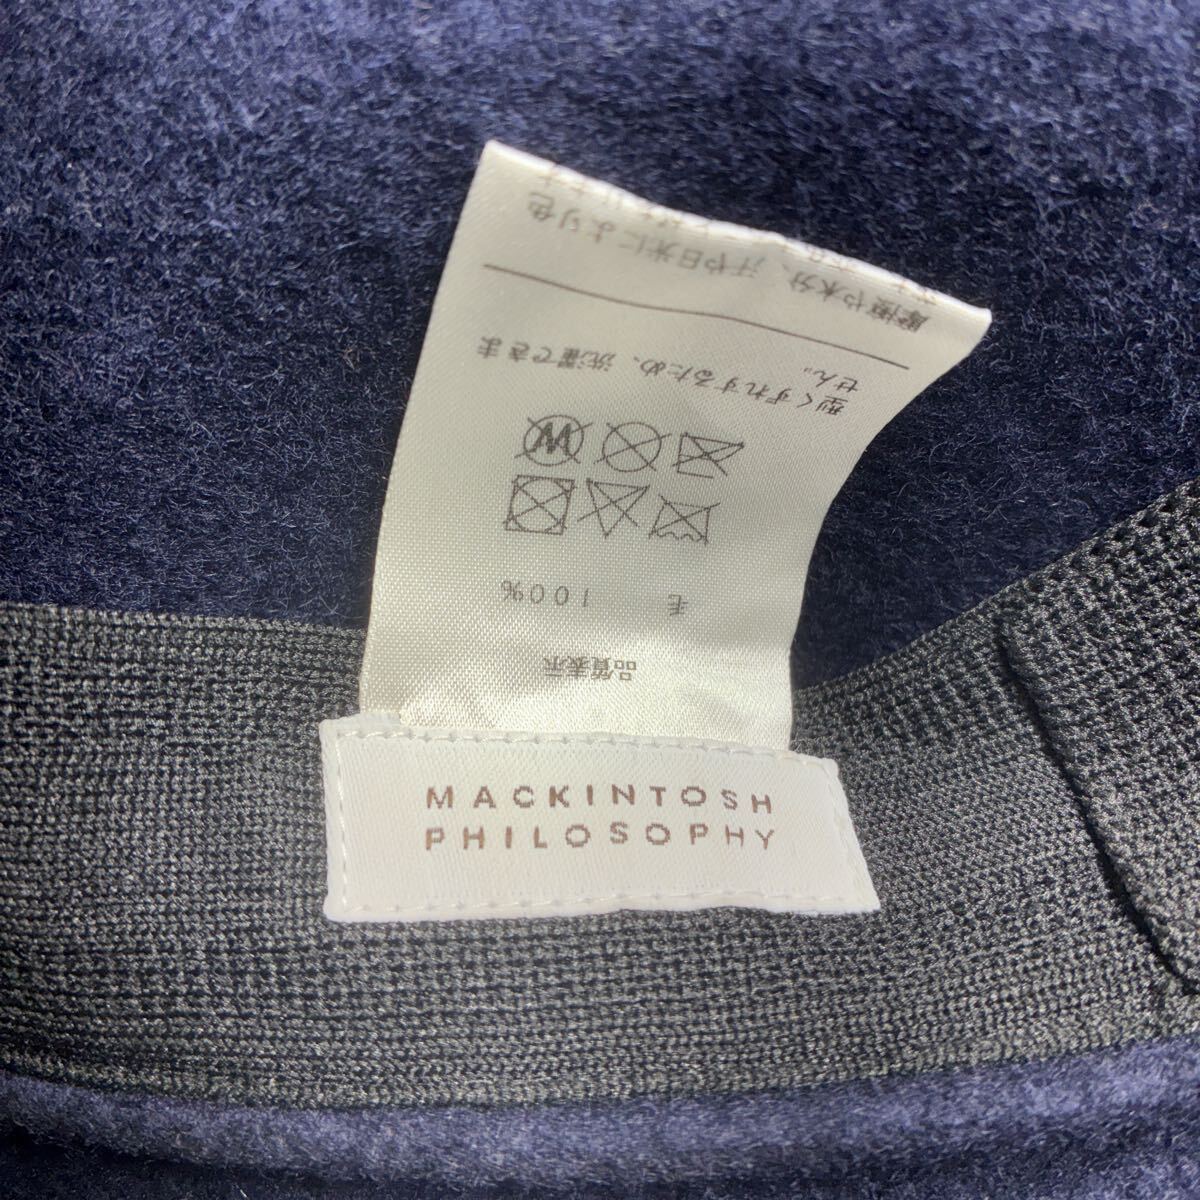 品質表示
毛 100%
W
型くずれするため、洗濯できま
せん。
摩擦や水分、汗や日光により色
MACKINTOSH
PHILOSOPHY